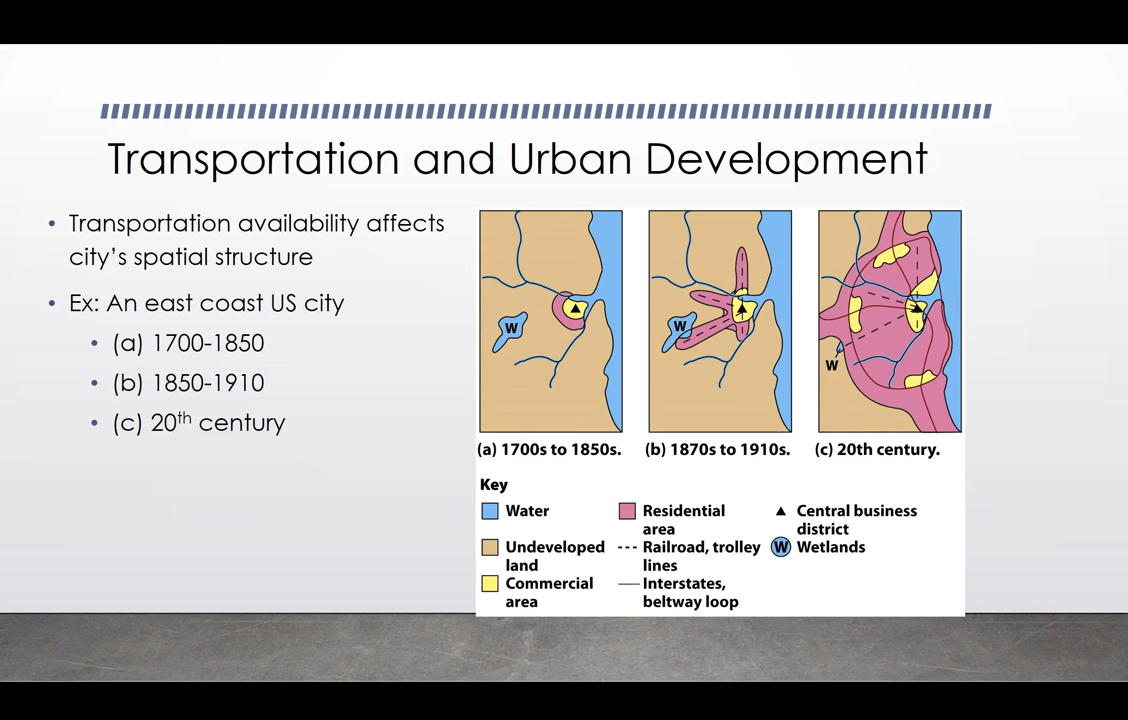 Transportation and Urban Development
• Transportation availability affects
city's spatial structure
• Ex: An east coast US city
• (a) 1700-1850
• (b) 1850-1910
• (c) 20th century
W
W
W
(a) 1700s to 1850s.
(b) 1870s to 1910s.
(c) 20th century.
Key
Water
Undeveloped
land
Commercial
area
Residential
area
Railroad, trolley
lines
Interstates,
beltway loop
Central business
district
W Wetlands